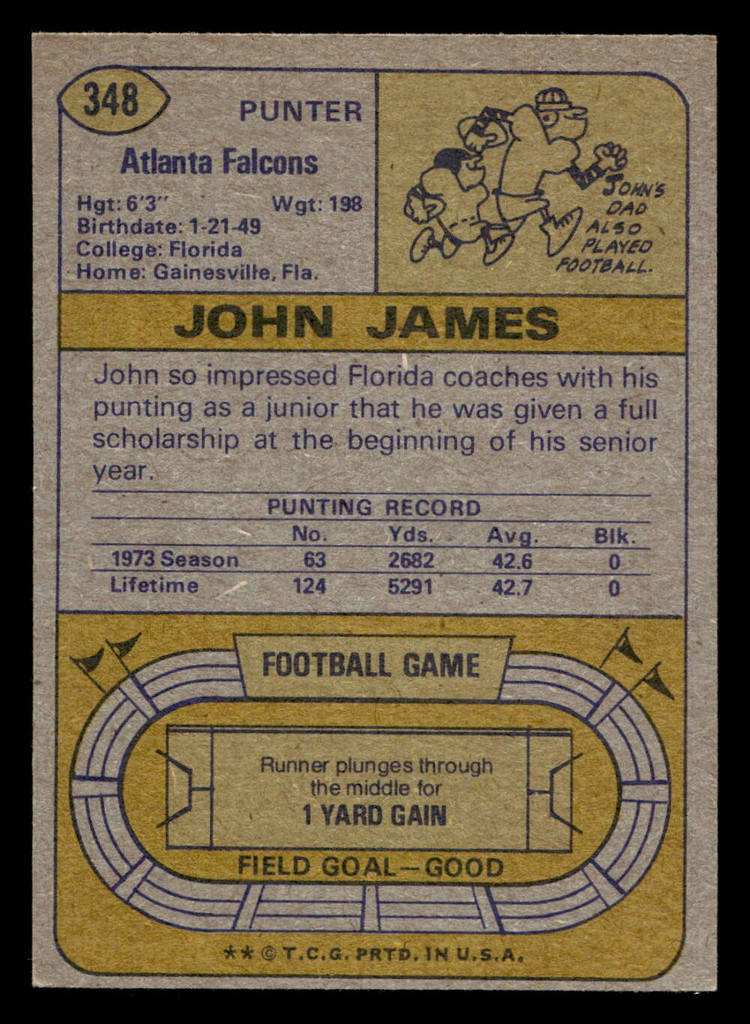 348
PUNTER
Atlanta Falcons
Hgt: 6'3" Wgt: 198
Birthdate: 1-21-49
College: Florida
Home: Gainesville, Fla.
JOHN'S
DAD
ALSO
PLAYED
FOOTBALL.
JOHN JAMES
John so impressed Florida coaches with his
punting as a junior that he was given a full
scholarship at the beginning of his senior
year.
PUNTING RECORD
No. Yds. Avg. Blk.
1973 Season 63 2682 42.6 0
Lifetime 124 5291 42.7 0
FOOTBALL GAME
Runner plunges through
the middle for
1 YARD GAIN
FIELD GOAL—GOOD
** © T.C.G. PRTD. IN U.S.A.